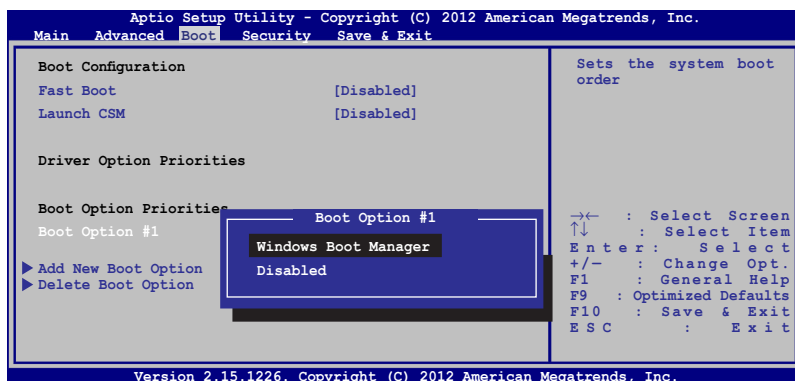 Aptio Setup Utility - Copyright (C) 2012 American Megatrends, Inc.
Main Advanced Boot Security Save & Exit
Boot Configuration
Fast Boot [Disabled]
Launch CSM [Disabled]
Driver Option Priorities
Boot Option Priorities
Boot Option #1
Add New Boot Option
Delete Boot Option
Boot Option #1
Windows Boot Manager
Disabled
Sets the system boot
order
→← : Select Screen
↑↓ : Select Item
Enter: Select
+/— : Change Opt.
F1 : General Help
F9 : Optimized Defaults
F10 : Save & Exit
ESC : Exit
Version 2.15.1226. Copyright (C) 2012 American Megatrends, Inc.